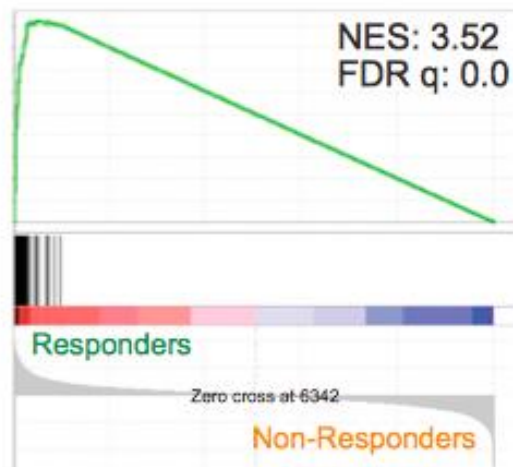 NES: 3.52
FDR q: 0.0
Responders
Zero cross at 6342
Non-Responders